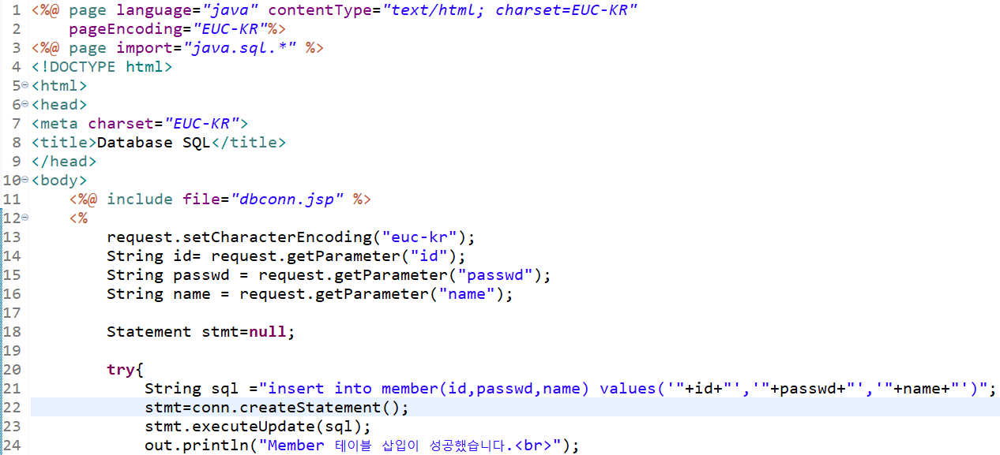 1 <%@ page language="java" contentType="text/html; charset=EUC-KR"
2     pageEncoding="EUC-KR"%>
3 <%@ page import="java.sql.*" %>
4 <!DOCTYPE html>
5 <html>
6 <head>
7 <meta charset="EUC-KR">
8 <title>Database SQL</title>
9 </head>
10 <body>
11     <%@ include file="dbconn.jsp" %>
12     <%
13         request.setCharacterEncoding("euc-kr");
14         String id= request.getParameter("id");
15         String passwd = request.getParameter("passwd");
16         String name = request.getParameter("name");
17
18         Statement stmt=null;
19
20         try{
21             String sql ="insert into member(id,passwd,name) values('"+id+"','"+passwd+"','"+name+"')";
22             stmt=conn.createStatement();
23             stmt.executeUpdate(sql);
24             out.println("Member 테이블 삽입이 성공했습니다.<br>");